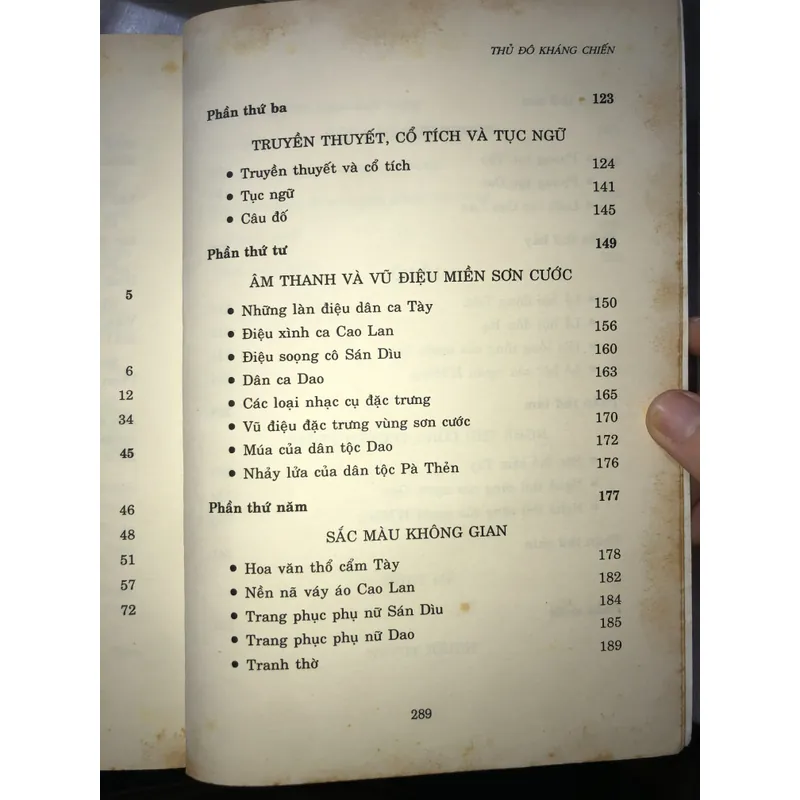 5
6
12
34
45
46
48
51
57
72
THỦ ĐÔ KHÁNG CHIẾN
Phần thứ ba 123
TRUYỀN THUYẾT, CỔ TÍCH VÀ TỤC NGỮ
• Truyền thuyết và cổ tích 124
• Tục ngữ 141
• Câu đố 145
Phần thứ tư 149
ÂM THANH VÀ VŨ ĐIỆU MIỀN SƠN CƯỚC
• Những làn điệu dân ca Tày 150
• Điệu xình ca Cao Lan 156
• Điệu soọng cô Sán Dìu 160
• Dân ca Dao 163
• Các loại nhạc cụ đặc trưng 165
• Vũ điệu đặc trưng vùng sơn cước 170
• Múa của dân tộc Dao 172
• Nhảy lửa của dân tộc Pà Thẻn 176
Phần thứ năm 177
SẮC MÀU KHÔNG GIAN
• Hoa văn thổ cẩm Tày 178
• Nền nã váy áo Cao Lan 182
• Trang phục phụ nữ Sán Dìu 184
• Trang phục phụ nữ Dao 185
• Tranh thờ 189
289